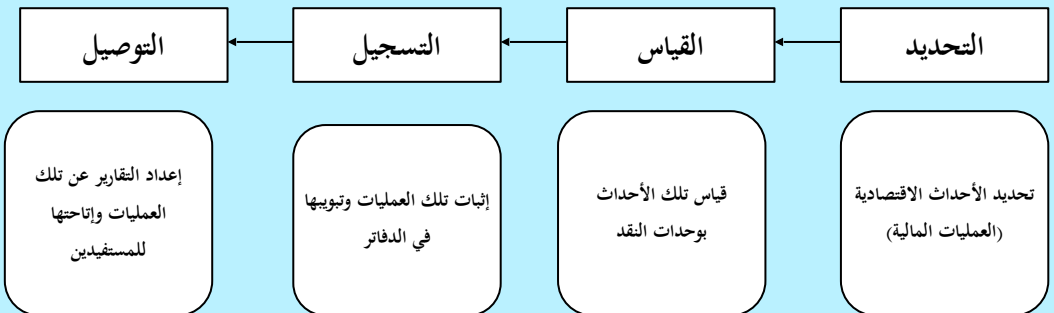 التحديد
القياس
التسجيل
التوصيل
تحديد الأحداث الاقتصادية
(العمليات المالية)
قياس تلك الأحداث
بوحدات النقد
إثبات تلك العمليات وتبويبها
في الدفاتر
إعداد التقارير عن تلك
العمليات وإتاحتها
للمستفيدين